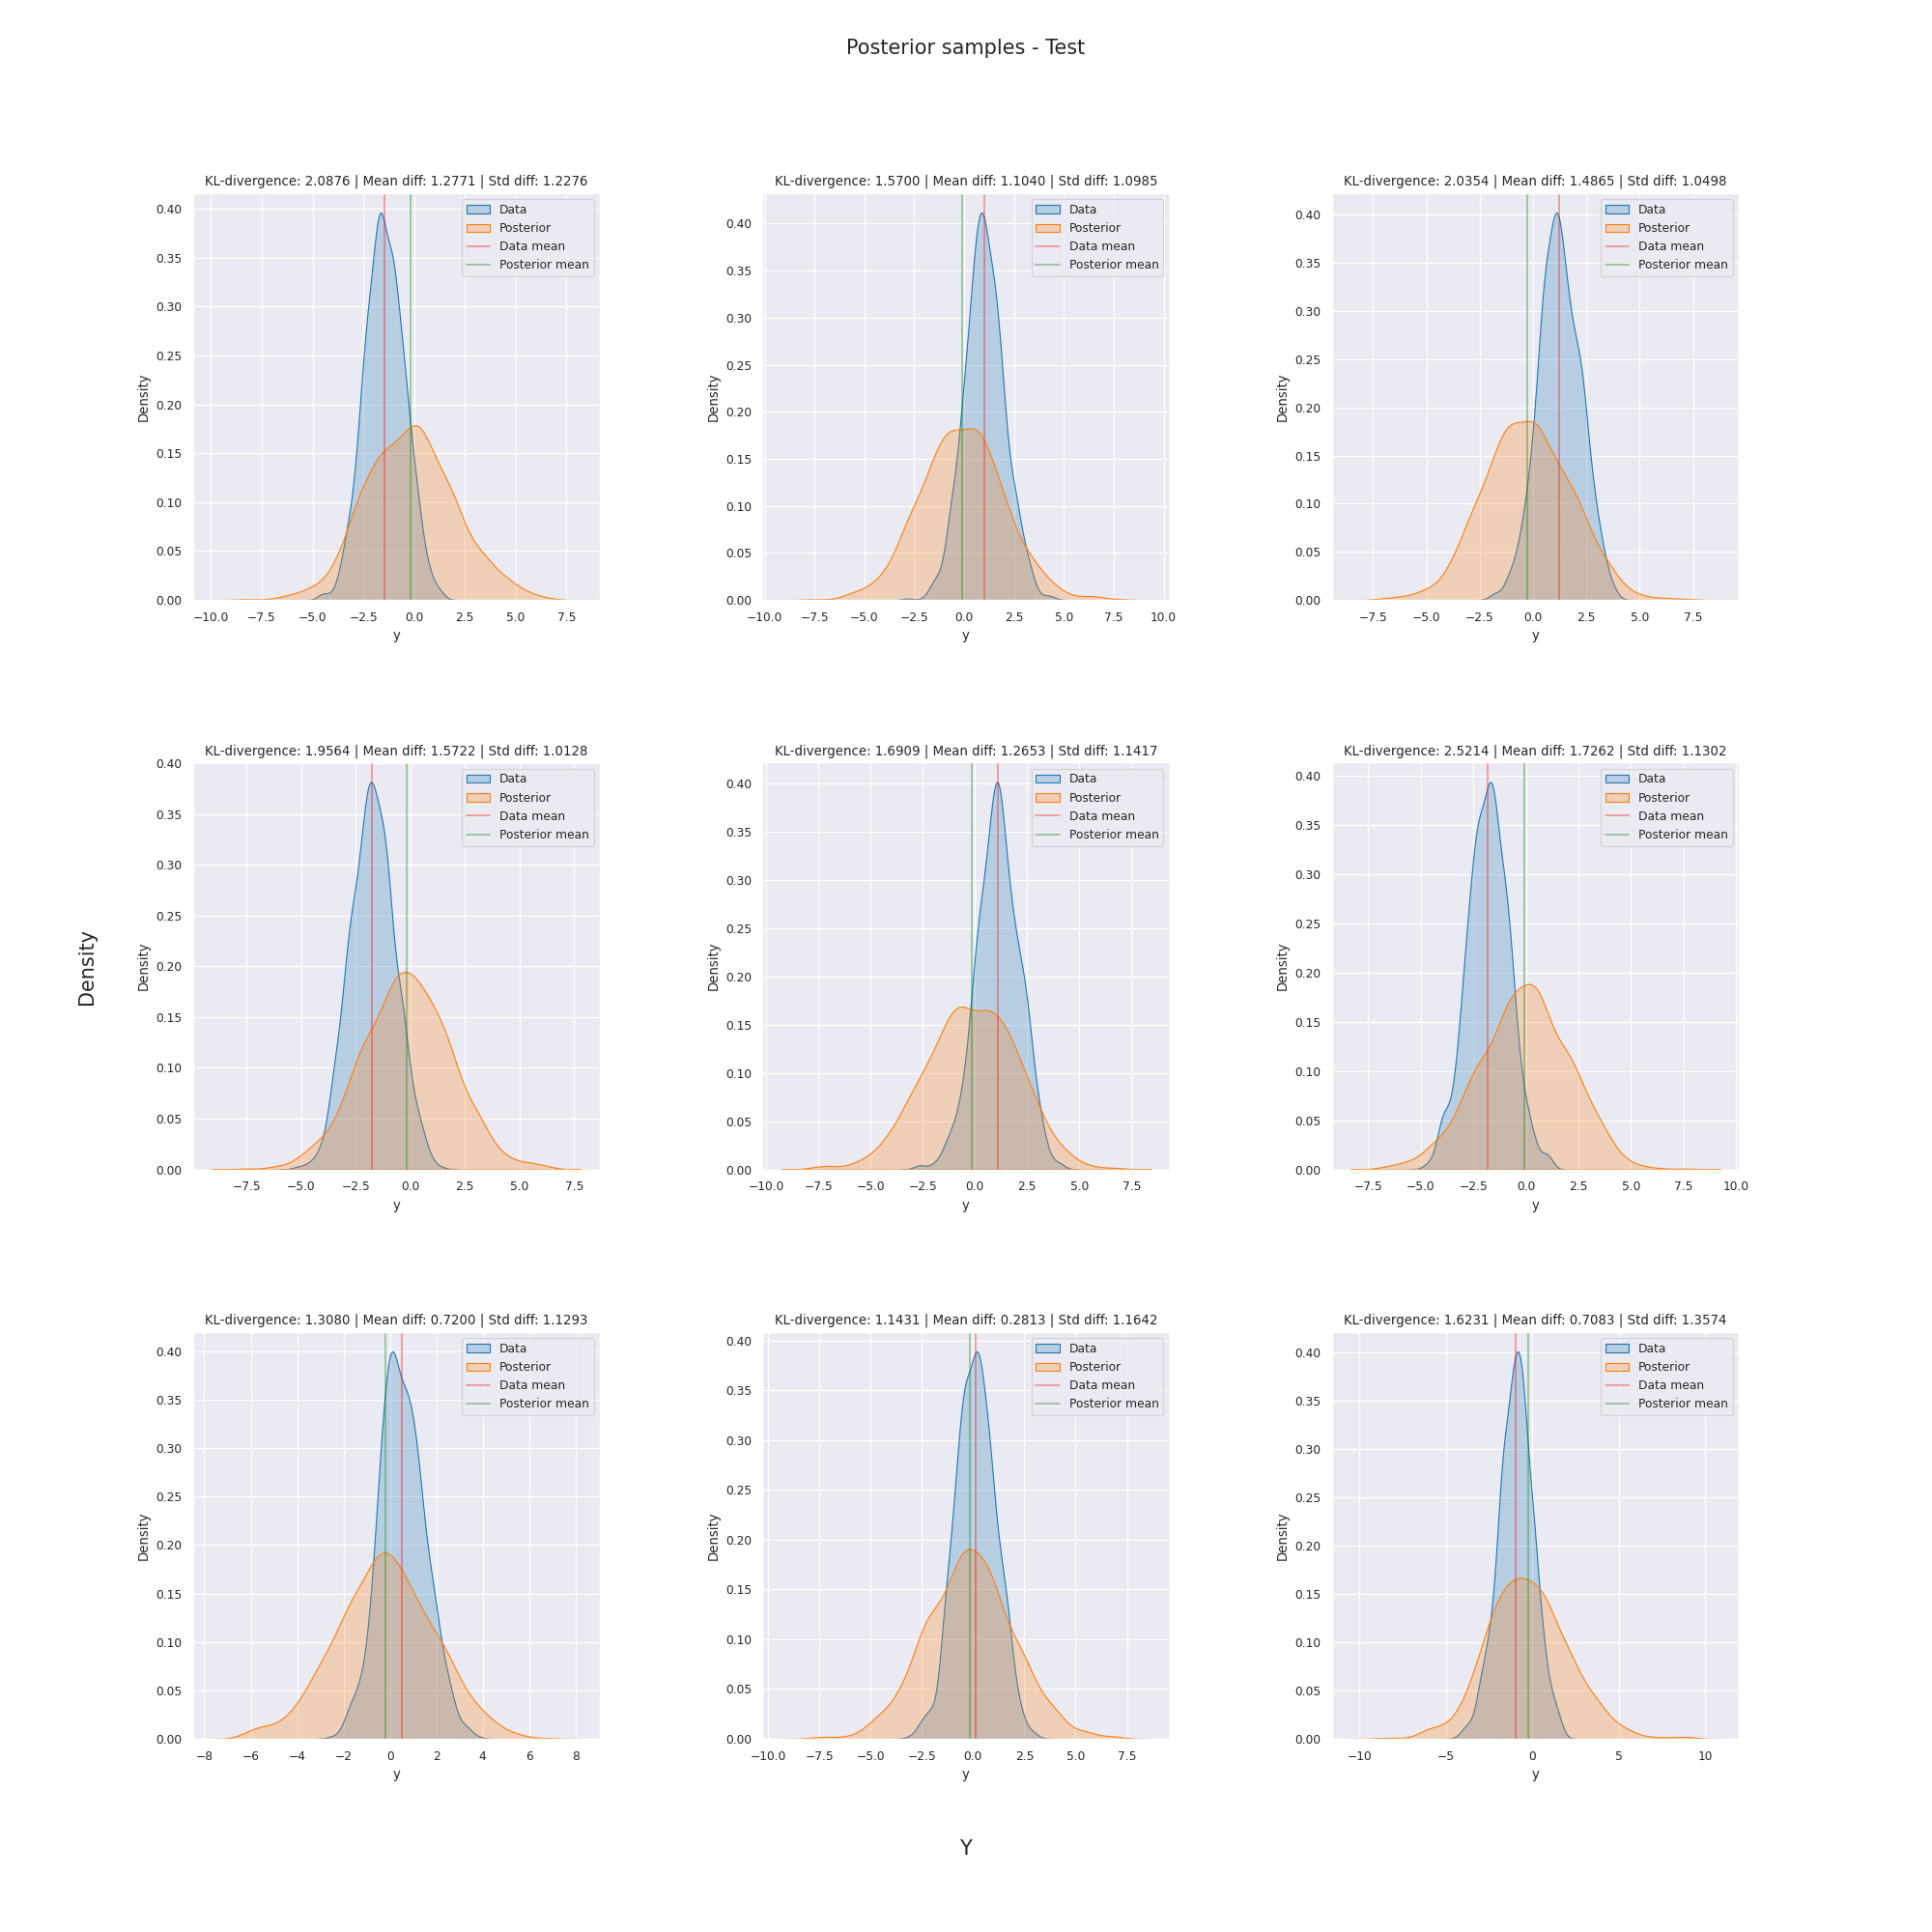 Posterior samples - Test
KL-divergence: 2.0876 | Mean diff: 1.2771 | Std diff: 1.2276
Data
Posterior
Data mean
Posterior mean
0.40
0.35
0.30
0.25
0.20
0.15
0.10
0.05
0.00
Density
−10.0 −7.5 −5.0 −2.5 0.0 2.5 5.0 7.5
y
KL-divergence: 1.5700 | Mean diff: 1.1040 | Std diff: 1.0985
Data
Posterior
Data mean
Posterior mean
0.40
0.35
0.30
0.25
0.20
0.15
0.10
0.05
0.00
Density
−10.0 −7.5 −5.0 −2.5 0.0 2.5 5.0 7.5 10.0
y
KL-divergence: 2.0354 | Mean diff: 1.4865 | Std diff: 1.0498
Data
Posterior
Data mean
Posterior mean
0.40
0.35
0.30
0.25
0.20
0.15
0.10
0.05
0.00
Density
−7.5 −5.0 −2.5 0.0 2.5 5.0 7.5
y
Density
KL-divergence: 1.9564 | Mean diff: 1.5722 | Std diff: 1.0128
Data
Posterior
Data mean
Posterior mean
0.40
0.35
0.30
0.25
0.20
0.15
0.10
0.05
0.00
Density
−7.5 −5.0 −2.5 0.0 2.5 5.0 7.5
y
KL-divergence: 1.6909 | Mean diff: 1.2653 | Std diff: 1.1417
Data
Posterior
Data mean
Posterior mean
0.40
0.35
0.30
0.25
0.20
0.15
0.10
0.05
0.00
Density
−10.0 −7.5 −5.0 −2.5 0.0 2.5 5.0 7.5
y
KL-divergence: 2.5214 | Mean diff: 1.7262 | Std diff: 1.1302
Data
Posterior
Data mean
Posterior mean
0.40
0.35
0.30
0.25
0.20
0.15
0.10
0.05
0.00
Density
−7.5 −5.0 −2.5 0.0 2.5 5.0 7.5 10.0
y
KL-divergence: 1.3080 | Mean diff: 0.7200 | Std diff: 1.1293
Data
Posterior
Data mean
Posterior mean
0.40
0.35
0.30
0.25
0.20
0.15
0.10
0.05
0.00
Density
−8 −6 −4 −2 0 2 4 6 8
y
KL-divergence: 1.1431 | Mean diff: 0.2813 | Std diff: 1.1642
Data
Posterior
Data mean
Posterior mean
0.40
0.35
0.30
0.25
0.20
0.15
0.10
0.05
0.00
Density
−10.0 −7.5 −5.0 −2.5 0.0 2.5 5.0 7.5
y
KL-divergence: 1.6231 | Mean diff: 0.7083 | Std diff: 1.3574
Data
Posterior
Data mean
Posterior mean
0.40
0.35
0.30
0.25
0.20
0.15
0.10
0.05
0.00
Density
−10 −5 0 5 10
y
Y